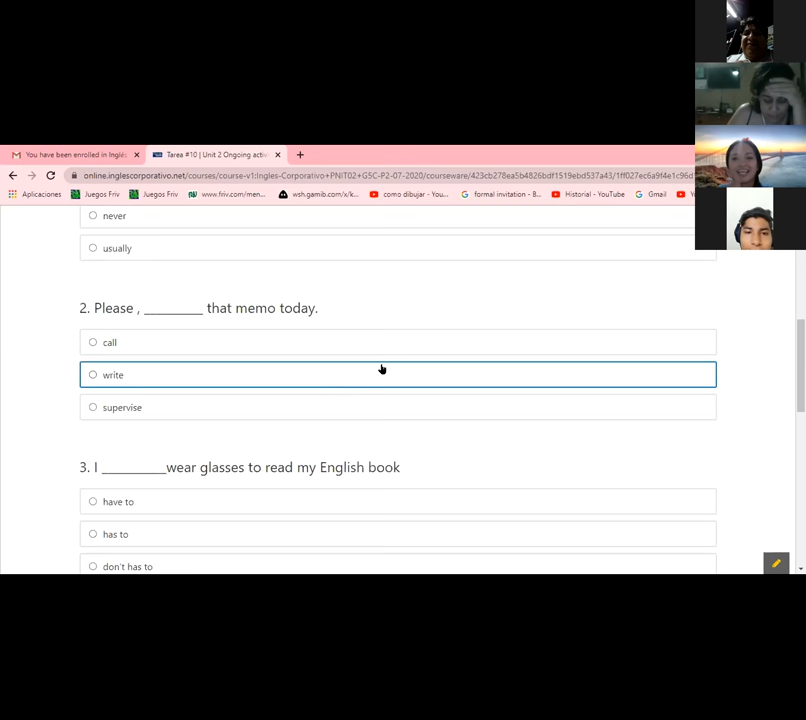 You have been enrolled in Inglés
Tarea #10 | Unit 2 Ongoing acti
online.inglescorporativo.net/courses/course-v1:Ingles-Corporativo+PNIT02+G5C-P2-07-2020/courseware/423cb278ea5b4826bdf1519ebd537a43/1ff027ec6a9f4e1c96d
Aplicaciones
Juegos Friv
Juegos Friv
www.friv.com/men...
wsh.gamib.com/x/k...
como dibujar - You...
formal invitation - B...
Historial - YouTube
Gmail
never
usually
2. Please , _________ that memo today.
call
write
supervise
3. I __________wear glasses to read my English book
have to
has to
don't has to